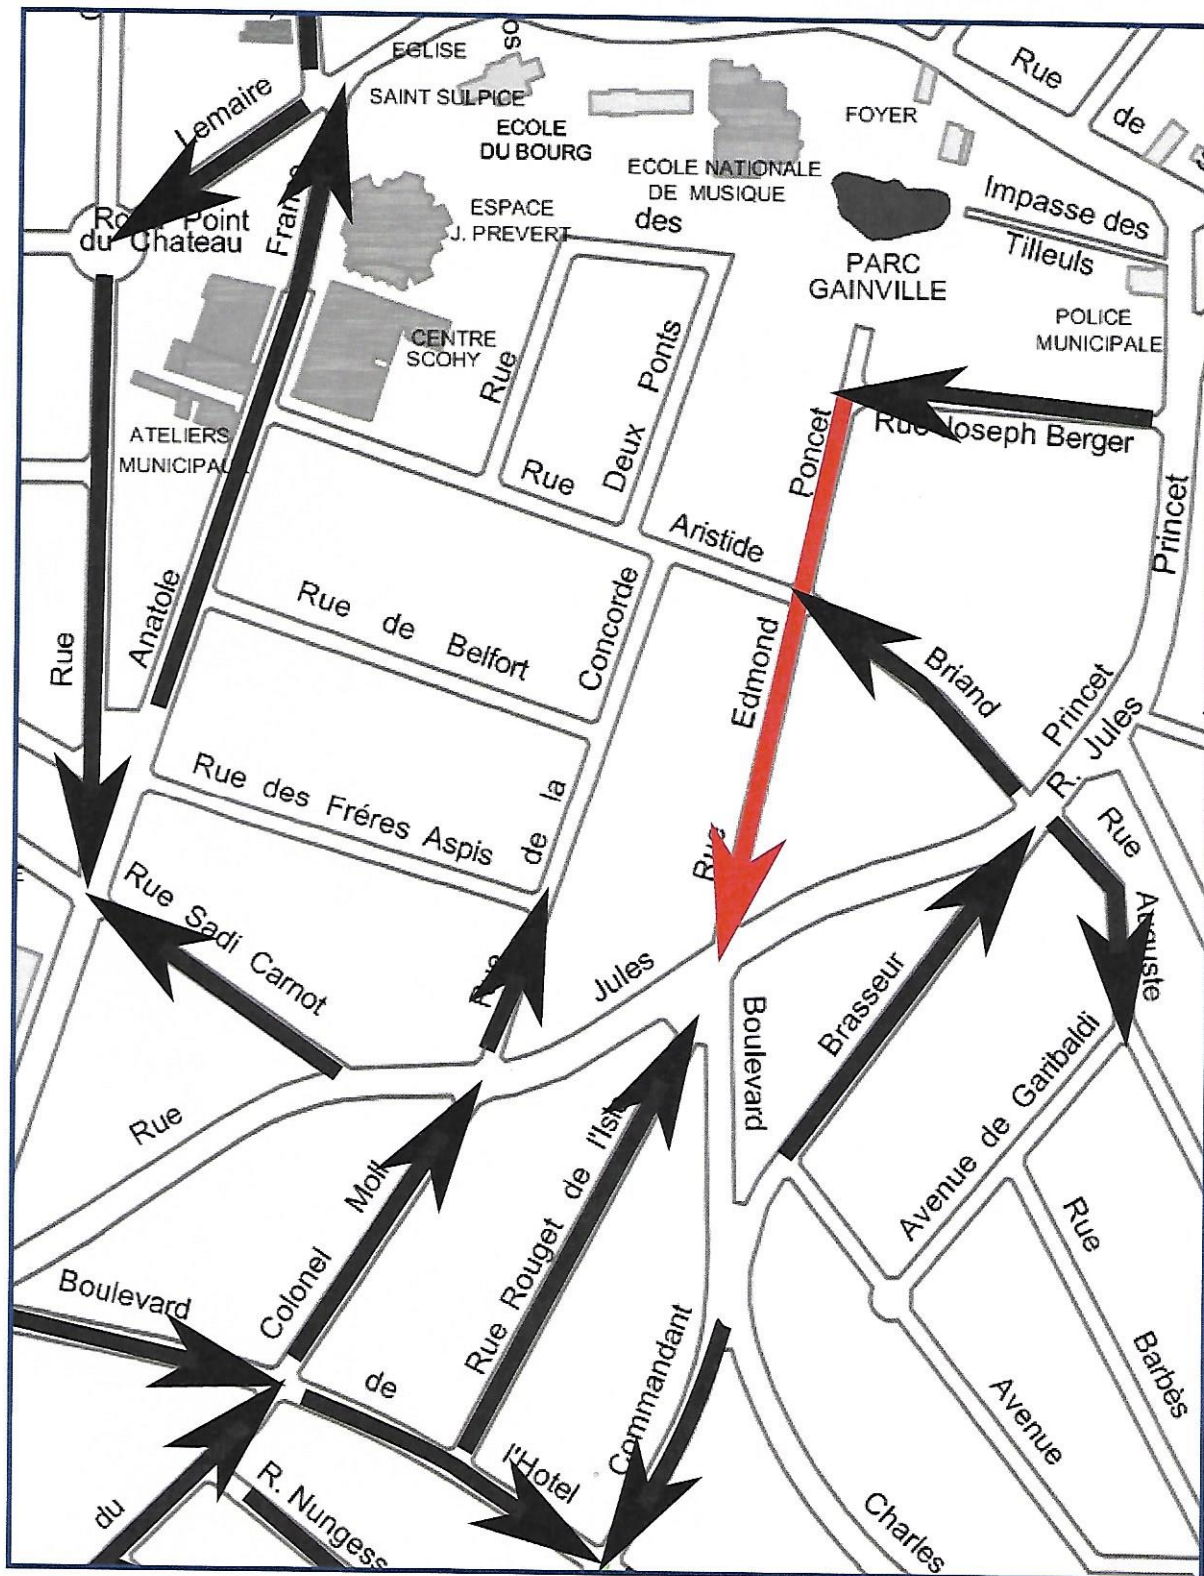 EGLISE
SAINT SULPICE
os
ECOLE
DU BOURG
ECOLE NATIONALE
DE MUSIQUE
FOYER
Rue
de
Lemaire
Point
du Chateau
ESPACE
J. PREVERT
des
PARC
GAINVILLE
Impasse des
Tilleuls
POLICE
MUNICIPALE
CENTRE
SCOHY
Rue
Rue
Deux Ponts
ATELIERS
Rue Joseph Berger
Poncet
Princet
Aristide
Anatole
Rue
Rue de Belfort
Concorde
Edmond
Briand
Princet
R. Jules
Rue des Fréres Aspis
de la
Rue
Auguste
Rue Sadi Carnot
Jules
Boulevard
Brasseur
Avenue de Garibaldi
Rue
Moll
Rue Rouget de l'Isle
Rue
Barbès
Boulevard
Colonel
de
Commandant
Avenue
l'Hotel
R. Nungess
du
Charles